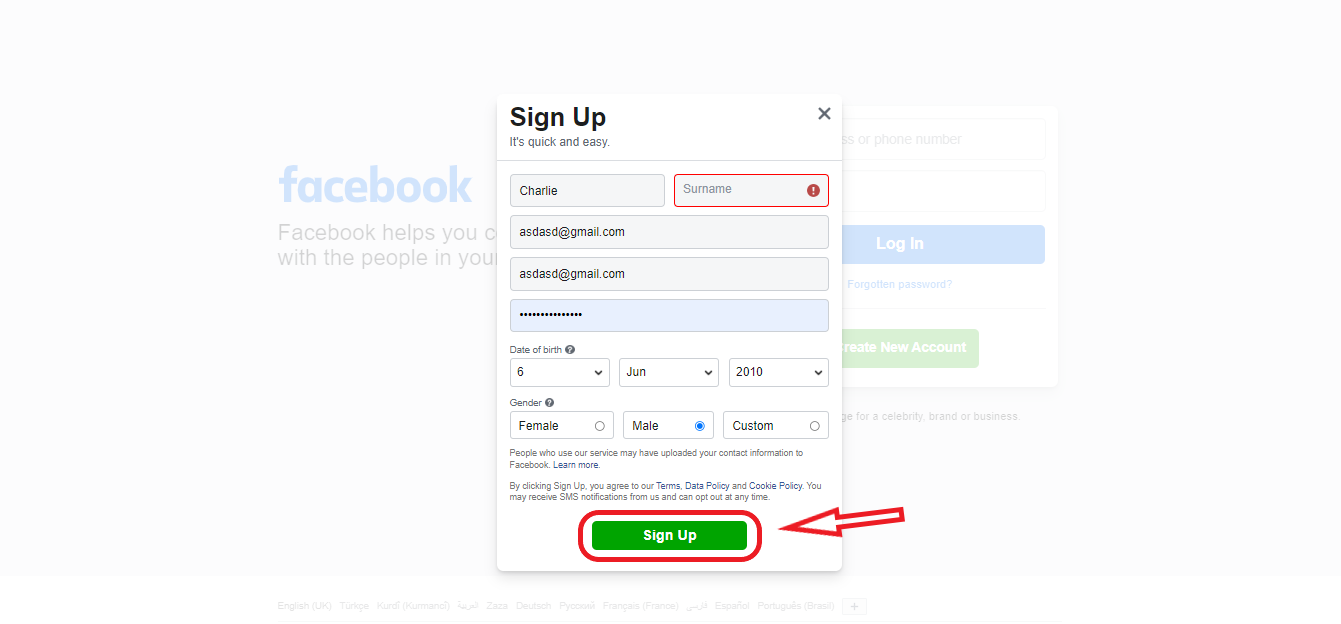 Sign Up
It's quick and easy.
Charlie
Surname
asdasd@gmail.com
asdasd@gmail.com
•••••••••••••••
Date of birth ?
6 Jun 2010
Gender ?
Female Male Custom
People who use our service may have uploaded your contact information to
Facebook. Learn more.
By clicking Sign Up, you agree to our Terms, Data Policy and Cookie Policy. You
may receive SMS notifications from us and can opt out at any time.
Sign Up
facebook
Facebook helps you c
with the people in your
ss or phone number
Log In
Forgotten password?
reate New Account
ge for a celebrity, brand or business.
English (UK) Türkçe Kurdî (Kurmancî) العربية Zaza Deutsch Русский Français (France) فارسی Español Português (Brasil) +